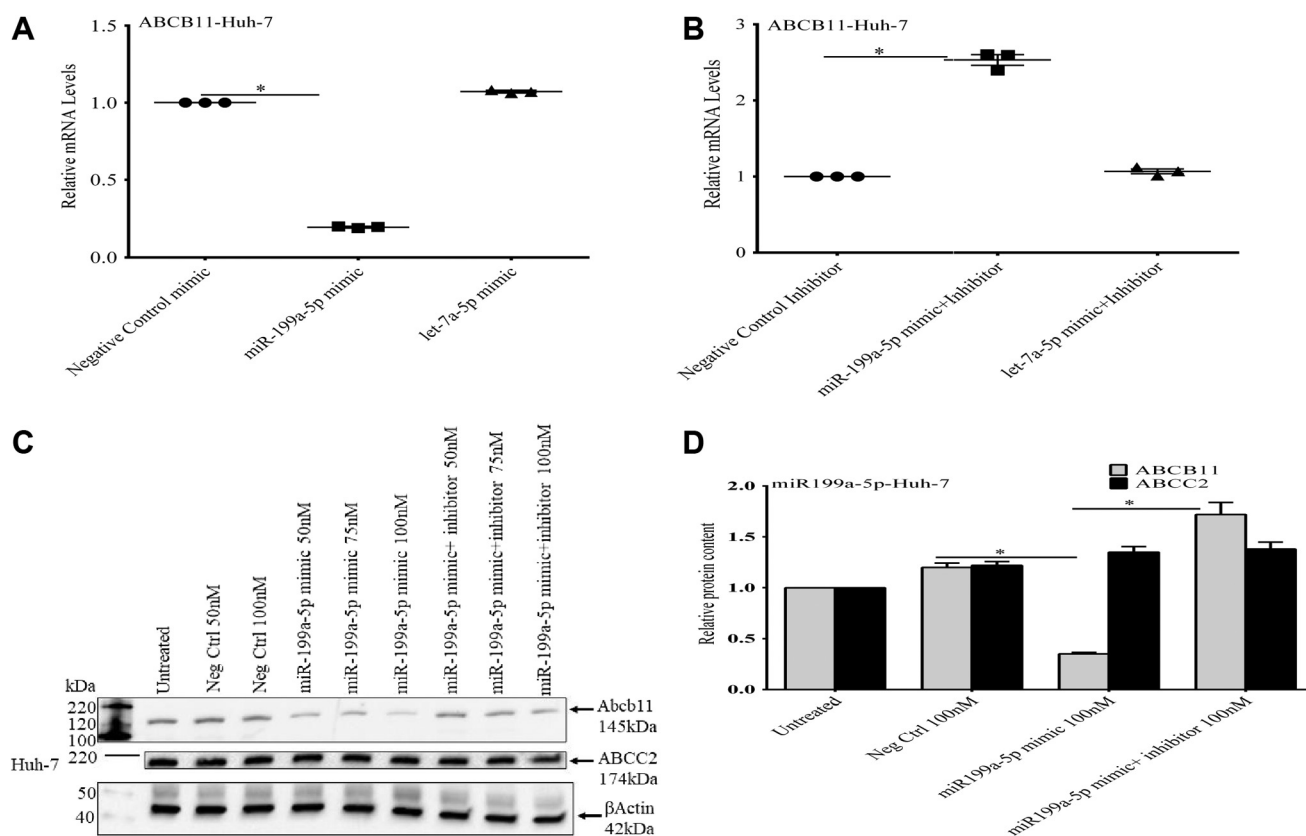 A
ABCB11-Huh-7
Relative mRNA Levels
1.5
1.0
0.5
0.0
*
Negative Control mimic
miR-199a-5p mimic
let-7a-5p mimic
B
ABCB11-Huh-7
Relative mRNA Levels
3
2
1
0
*
Negative Control Inhibitor
miR-199a-5p mimic+Inhibitor
let-7a-5p mimic+Inhibitor
C
Untreated
Neg Ctrl 50nM
Neg Ctrl 100nM
miR-199a-5p mimic 50nM
miR-199a-5p mimic 75nM
miR-199a-5p mimic 100nM
miR-199a-5p mimic+ inhibitor 50nM
miR-199a-5p mimic+inhibitor 75nM
miR-199a-5p mimic+inhibitor 100nM
kDa
220
120
100
Abcb11
145kDa
Huh-7
220
ABCC2
174kDa
50
40
βActin
42kDa
D
miR199a-5p-Huh-7
ABCB11
ABCC2
Relative protein content
2.0
1.5
1.0
0.5
0.0
*
*
Untreated
Neg Crl 100nM
miR199a-5p mimic 100nM
miR199a-5p mimic+ inhibitor 100nM